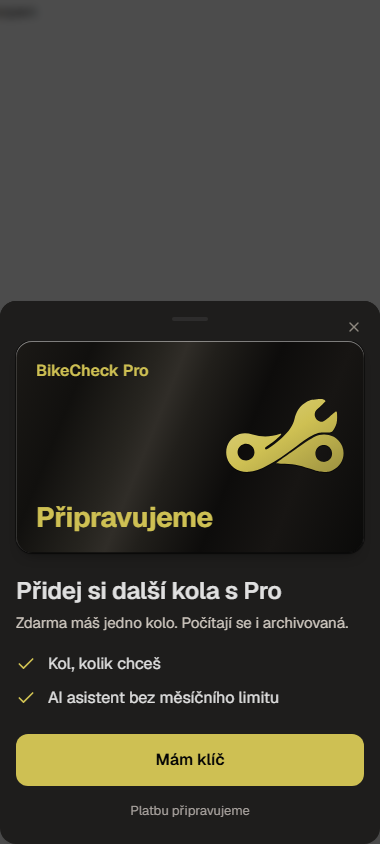 BikeCheck Pro
Připravujeme
Přidej si další kola s Pro
Zdarma máš jedno kolo. Počítají se i archivovaná.
Kol, kolik chceš
AI asistent bez měsíčního limitu
Mám klíč
Platbu připravujeme